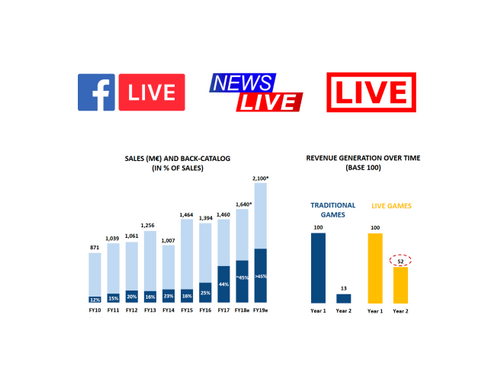 f LIVE
NEWS
LIVE
LIVE
SALES (M€) AND BACK-CATALOG
(IN % OF SALES)
REVENUE GENERATION OVER TIME
(BASE 100)
TRADITIONAL
GAMES
LIVE GAMES
871
1,039
1,061
1,256
1,007
1,464
1,394
1,460
1,640*
2,100*
12%
15%
20%
16%
23%
16%
25%
44%
~45%
>45%
FY10 FY11 FY12 FY13 FY14 FY15 FY16 FY17 FY18e FY19e
100
13
100
52
Year 1 Year 2 Year 1 Year 2